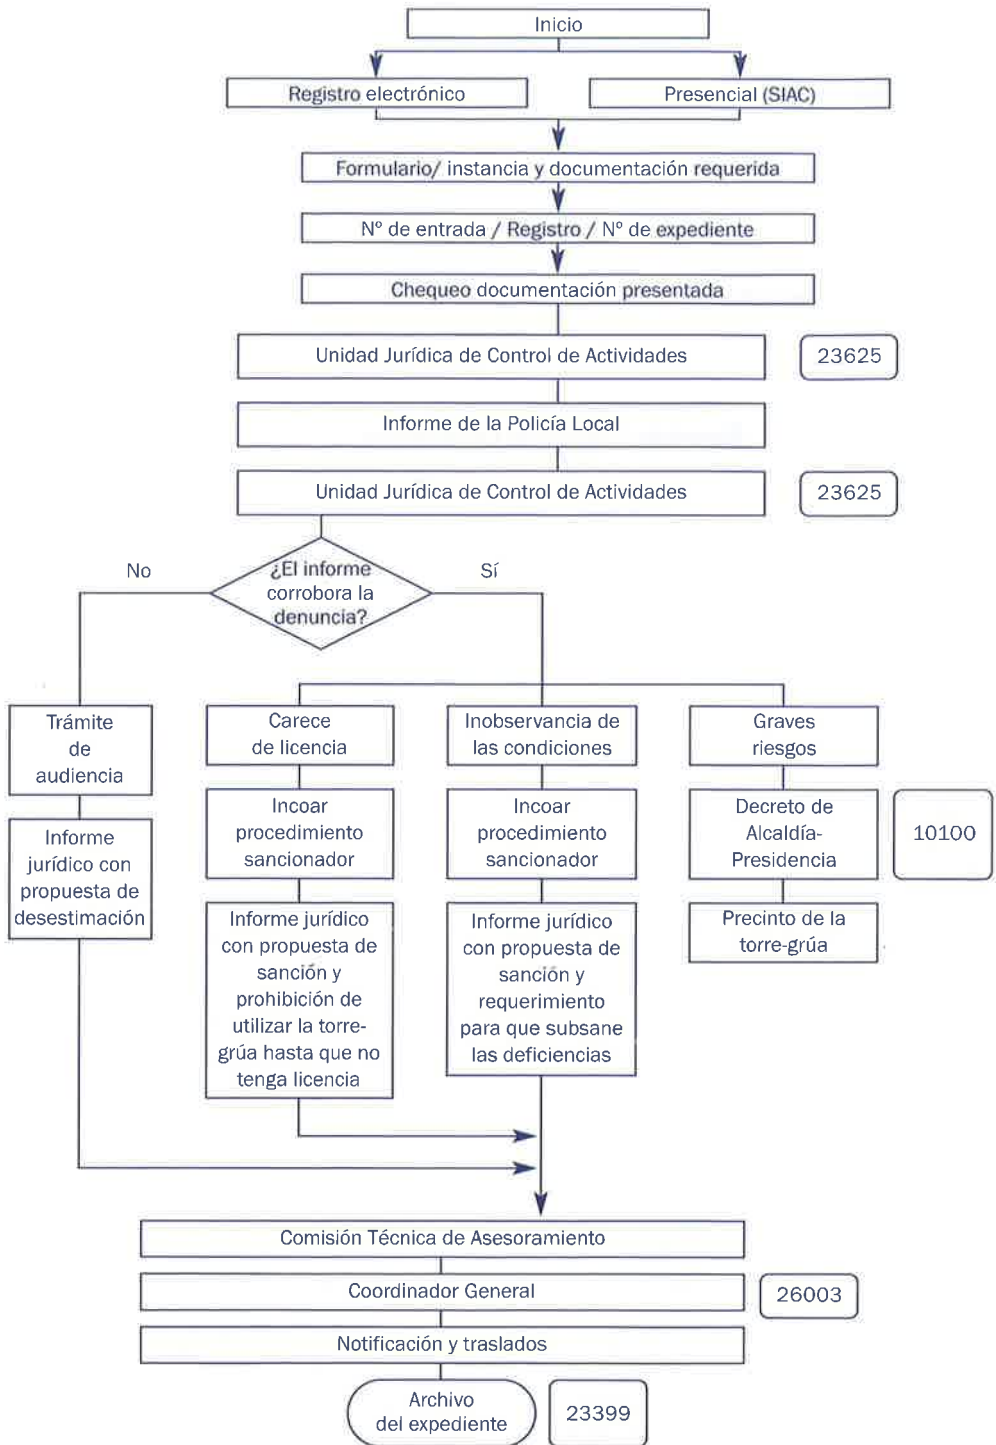 Inicio
Registro electrónico
Presencial (SIAC)
Formulario/ instancia y documentación requerida
Nº de entrada / Registro / Nº de expediente
Chequeo documentación presentada
Unidad Jurídica de Control de Actividades
23625
Informe de la Policía Local
Unidad Jurídica de Control de Actividades
23625
No
¿El informe
corrobora la
denuncia?
Sí
Trámite
de
audiencia
Informe
jurídico con
propuesta de
desestimación
Carece
de licencia
Incoar
procedimiento
sancionador
Informe jurídico
con propuesta de
sanción y
prohibición de
utilizar la torre-
grúa hasta que no
tenga licencia
Inobservancia de
las condiciones
Incoar
procedimiento
sancionador
Informe jurídico
con propuesta de
sanción y
requerimiento
para que subsane
las deficiencias
Graves
riesgos
Decreto de
Alcaldía-
Presidencia
10100
Precinto de la
torre-grúa
Comisión Técnica de Asesoramiento
Coordinador General
26003
Notificación y traslados
Archivo
del expediente
23399